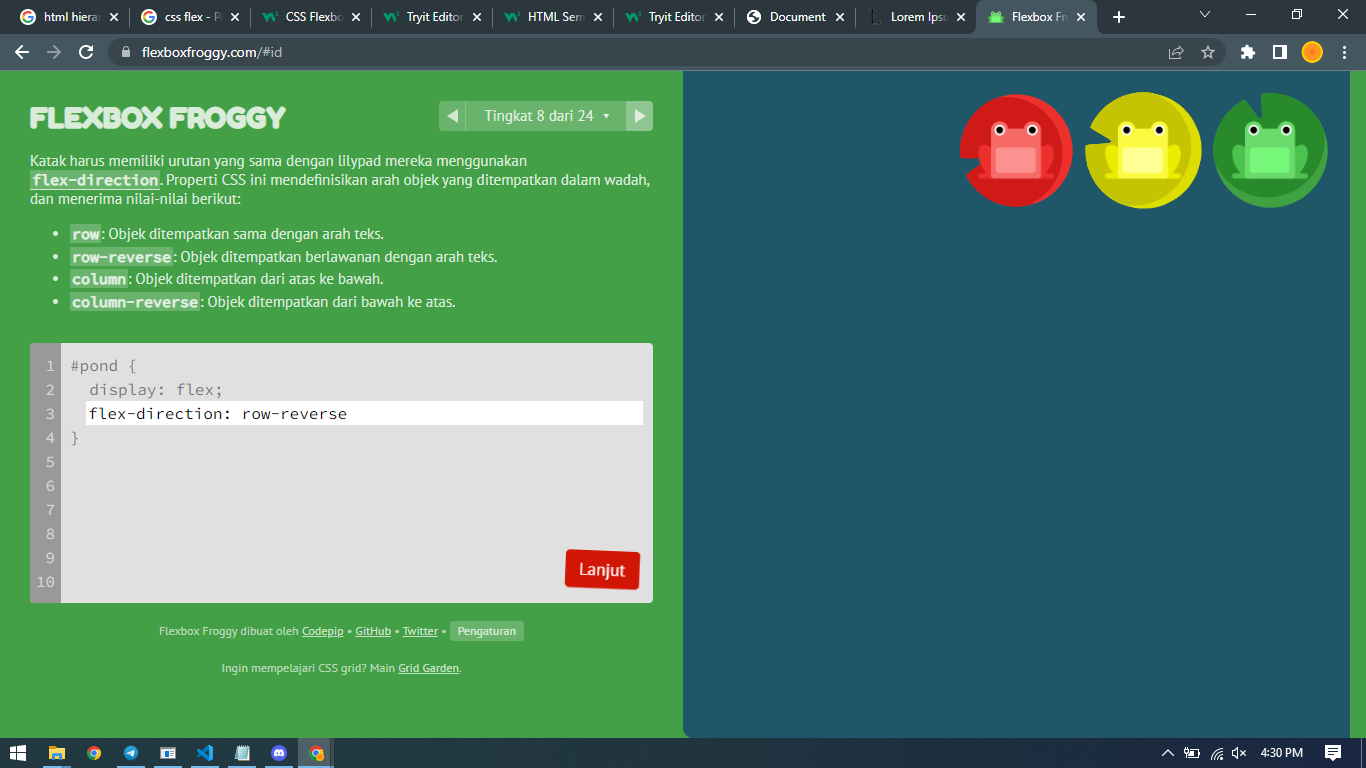 html hierar
css flex - P
CSS Flexbo
Tryit Editor
HTML Sem
Tryit Editor
Document
Lorem Ipsu
Flexbox Fr
flexboxfroggy.com/#id
FLEXBOX FROGGY
Tingkat 8 dari 24
Katak harus memiliki urutan yang sama dengan lilypad mereka menggunakan
flex-direction. Properti CSS ini mendefinisikan arah objek yang ditempatkan dalam wadah,
dan menerima nilai-nilai berikut:
• row: Objek ditempatkan sama dengan arah teks.
• row-reverse: Objek ditempatkan berlawanan dengan arah teks.
• column: Objek ditempatkan dari atas ke bawah.
• column-reverse: Objek ditempatkan dari bawah ke atas.
1 #pond {
2 display: flex;
3 flex-direction: row-reverse
4 }
5
6
7
8
9
10
Lanjut
Flexbox Froggy dibuat oleh Codepip • GitHub • Twitter • Pengaturan
Ingin mempelajari CSS grid? Main Grid Garden.
4:30 PM